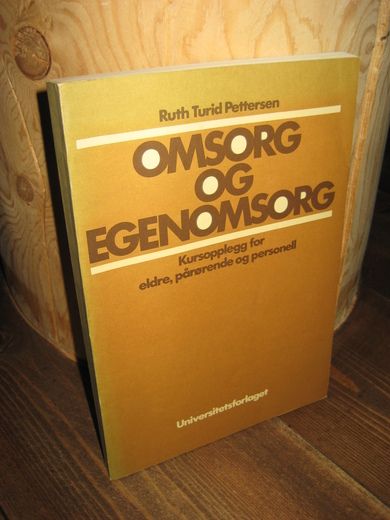 Ruth Turid Pettersen
OMSORG
OG
EGENOMSORG
Kursopplegg for
eldre, pårørende og personell
Universitetsforlaget